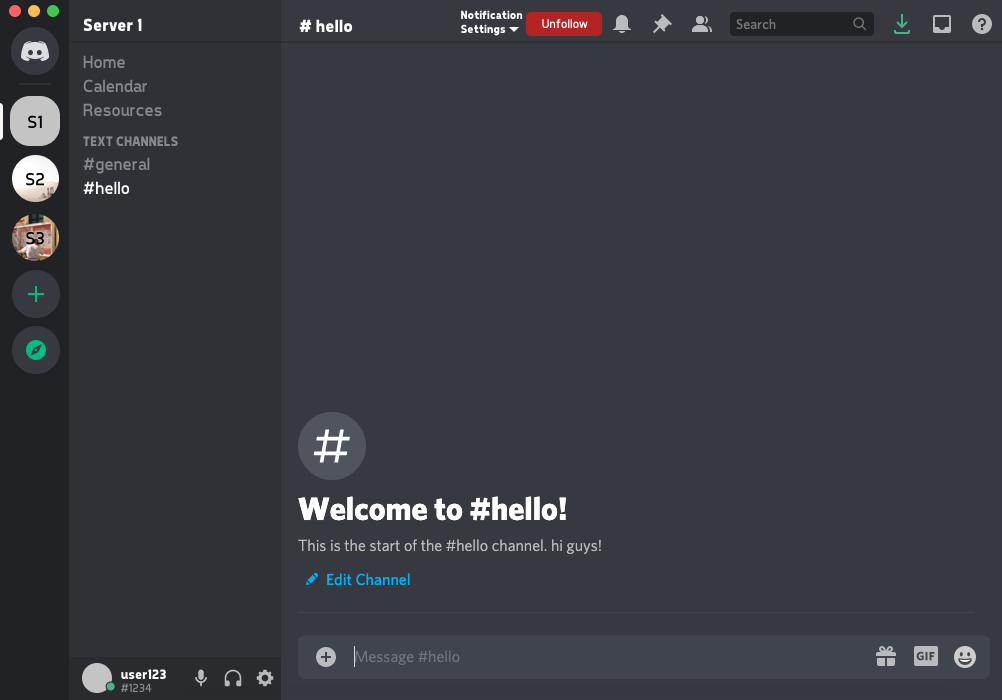 Server 1
Home
Calendar
Resources
TEXT CHANNELS
#general
#hello
S1
S2
S3
user123
#1234
# hello
Notification
Settings
Unfollow
Search
?
#
Welcome to #hello!
This is the start of the #hello channel. hi guys!
Edit Channel
Message #hello
GIF